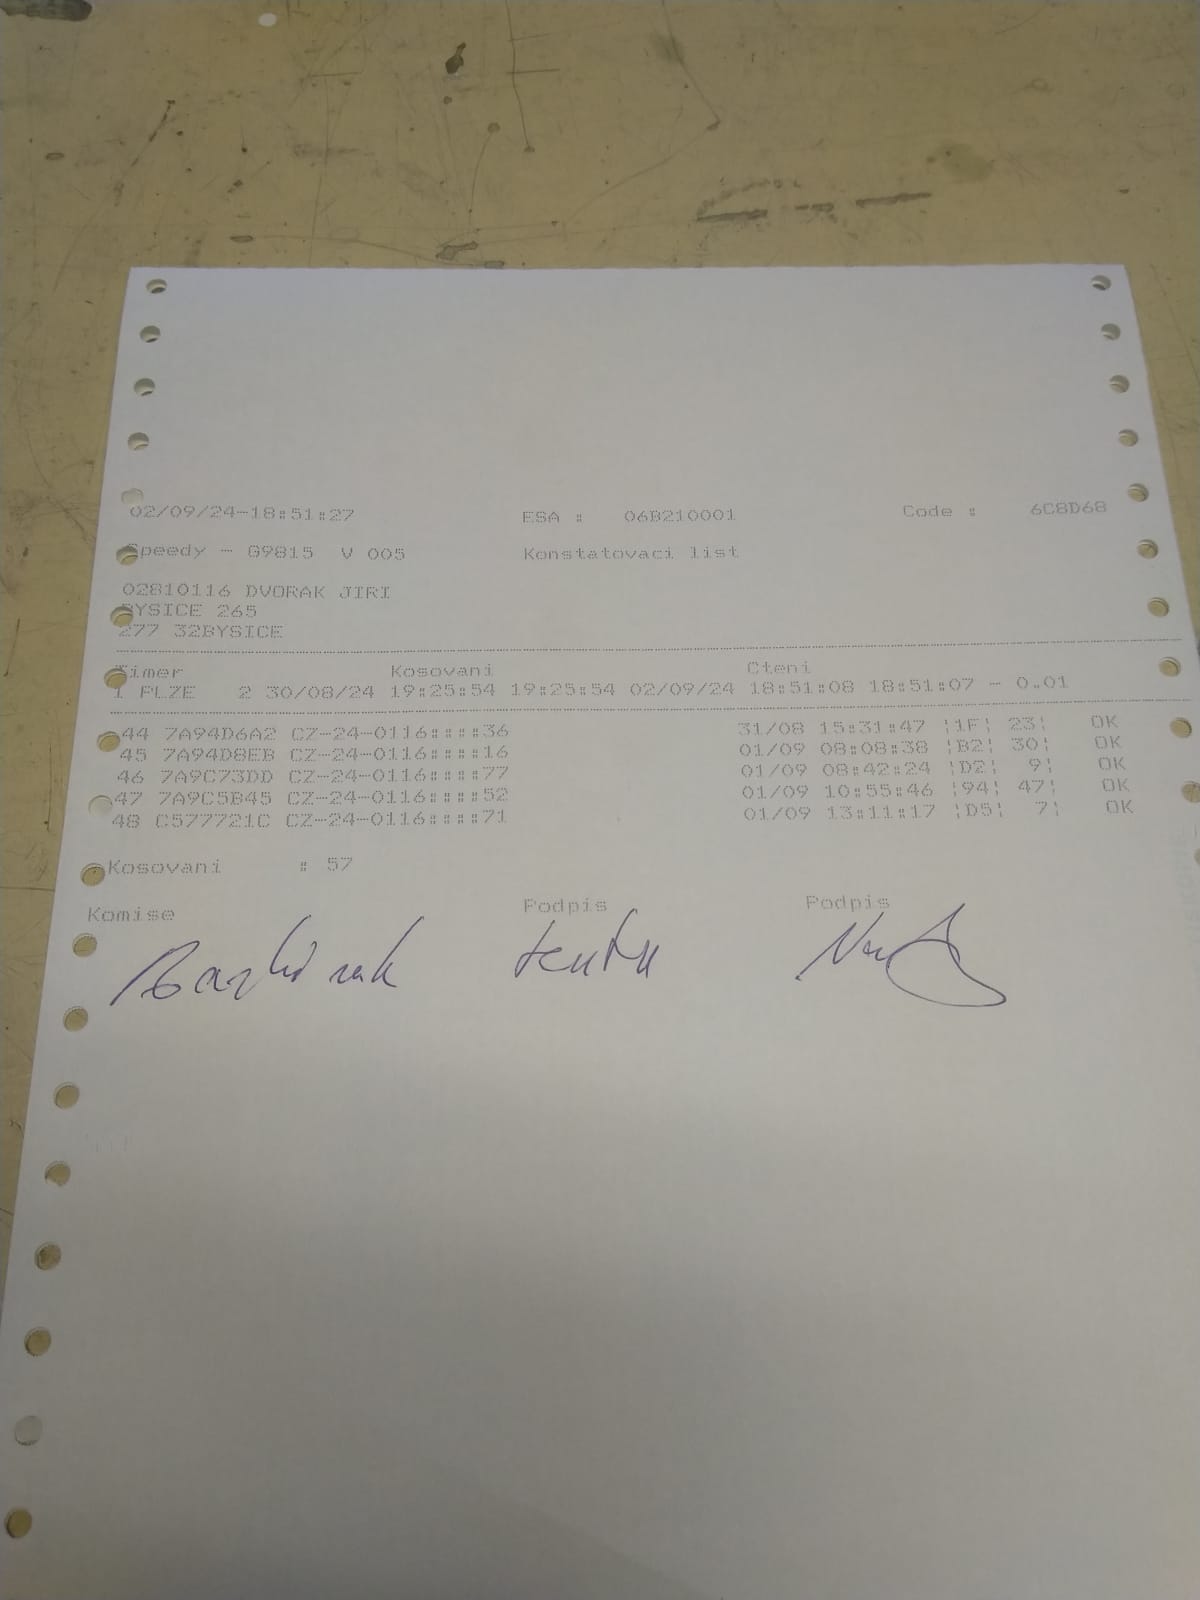 02/09/24-18:51:27 ESA : 06B210001 Code : 6C8D68
Speedy - G9815 V 005 Konstatovaci list
02810116 DVORAK JIRI
BYSICE 265
277 32BYSICE
Timer Kosovani Cteni
1 PLZE 2 30/08/24 19:25:54 19:25:54 02/09/24 18:51:08 18:51:07 - 0.01
44 7A94D6A2 CZ-24-0116::::36 31/08 15:31:47 ¦1F¦ 23¦ OK
45 7A94D8EB CZ-24-0116::::16 01/09 08:08:38 ¦B2¦ 30¦ OK
46 7A9C73DD CZ-24-0116::::77 01/09 08:42:24 ¦D2¦ 9¦ OK
47 7A9C5B45 CZ-24-0116::::52 01/09 10:55:46 ¦94¦ 47¦ OK
48 C577721C CZ-24-0116::::71 01/09 13:11:17 ¦D5¦ 7¦ OK
Kosovani : 57
Komise Podpis Podpis